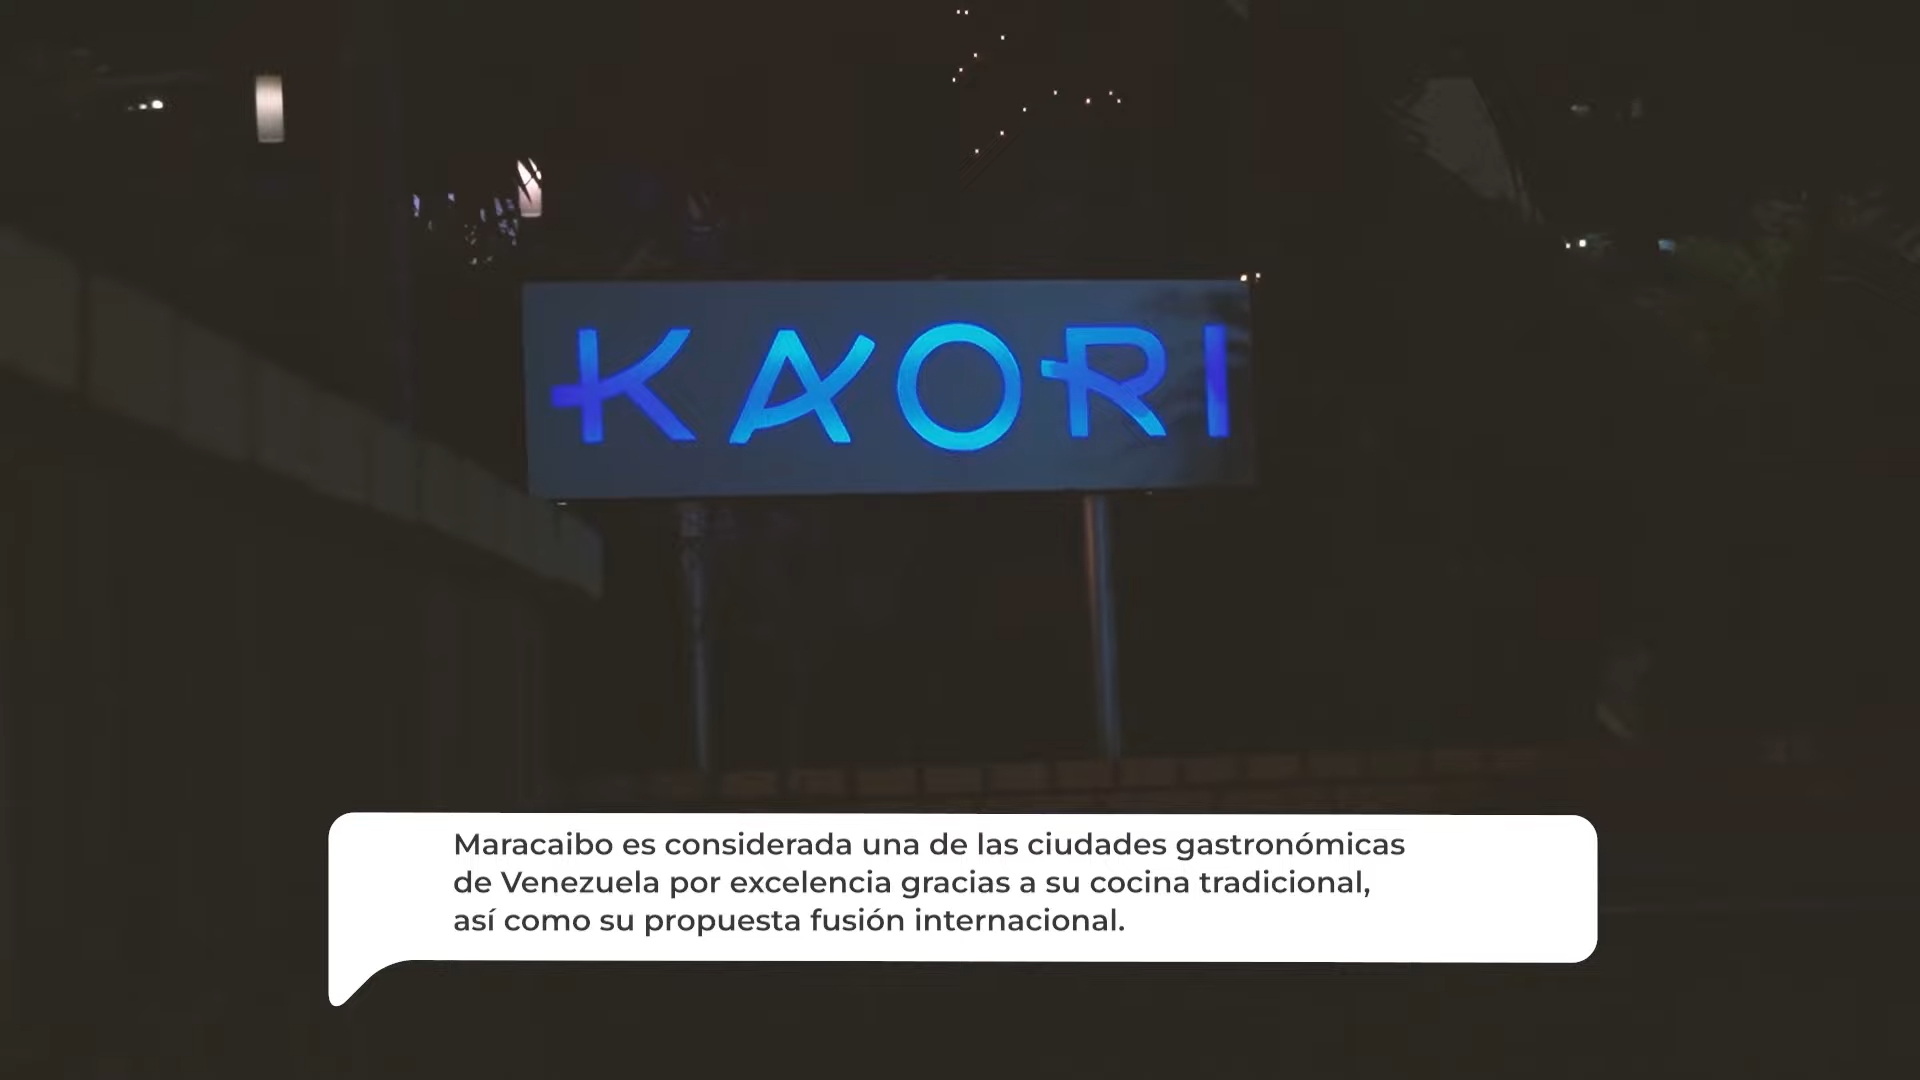 KAORI
Maracaibo es considerada una de las ciudades gastronómicas
de Venezuela por excelencia gracias a su cocina tradicional,
así como su propuesta fusión internacional.